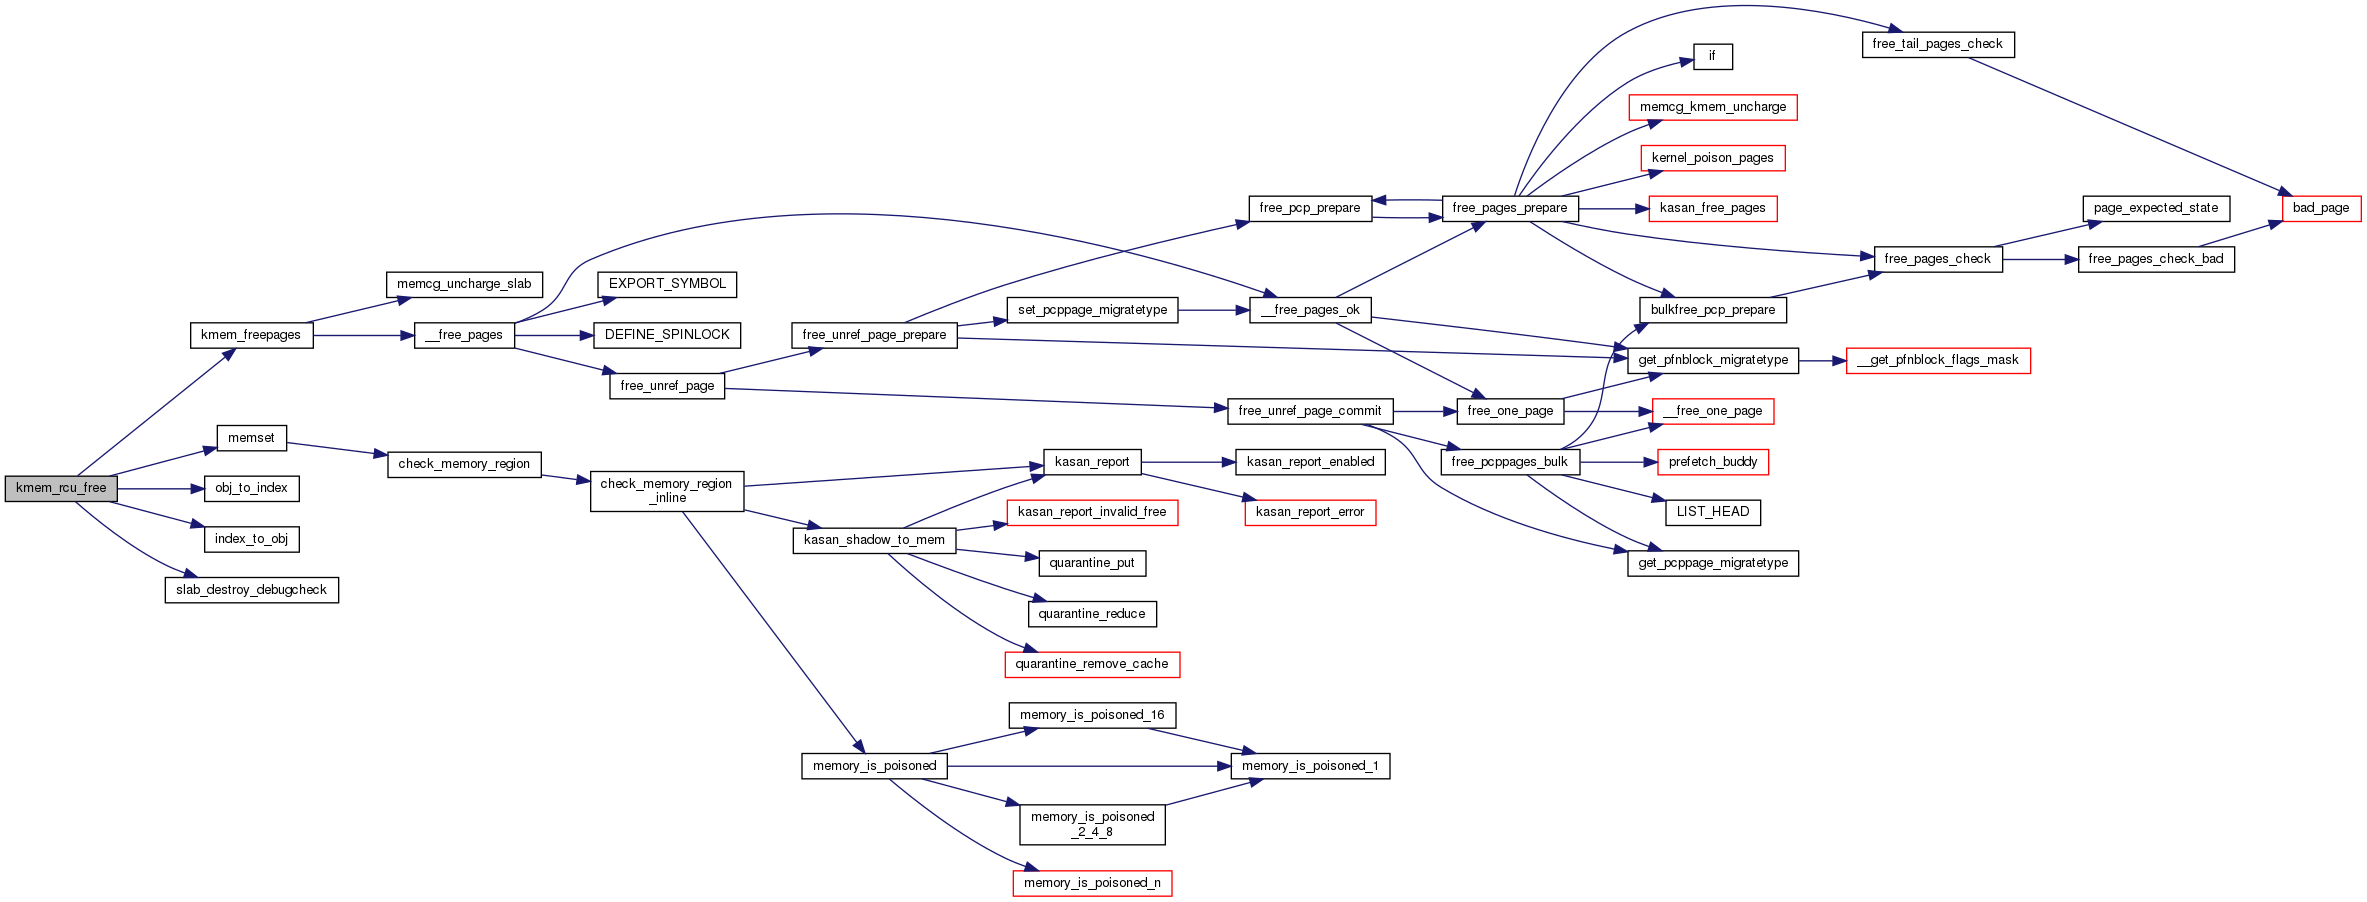 kmem_rcu_free
kmem_freepages
memset
obj_to_index
index_to_obj
slab_destroy_debugcheck
memcg_uncharge_slab
__free_pages
check_memory_region
EXPORT_SYMBOL
DEFINE_SPINLOCK
free_unref_page
check_memory_region
_inline
free_unref_page_prepare
kasan_shadow_to_mem
memory_is_poisoned
set_pcppage_migratetype
kasan_report
kasan_report_invalid_free
quarantine_put
quarantine_reduce
quarantine_remove_cache
memory_is_poisoned_16
memory_is_poisoned
_2_4_8
memory_is_poisoned_n
free_pcp_prepare
__free_pages_ok
free_unref_page_commit
kasan_report_enabled
kasan_report_error
memory_is_poisoned_1
free_pages_prepare
free_one_page
free_pcppages_bulk
if
memcg_kmem_uncharge
kernel_poison_pages
kasan_free_pages
bulkfree_pcp_prepare
get_pfnblock_migratetype
__free_one_page
prefetch_buddy
LIST_HEAD
get_pcppage_migratetype
free_tail_pages_check
free_pages_check
__get_pfnblock_flags_mask
page_expected_state
free_pages_check_bad
bad_page